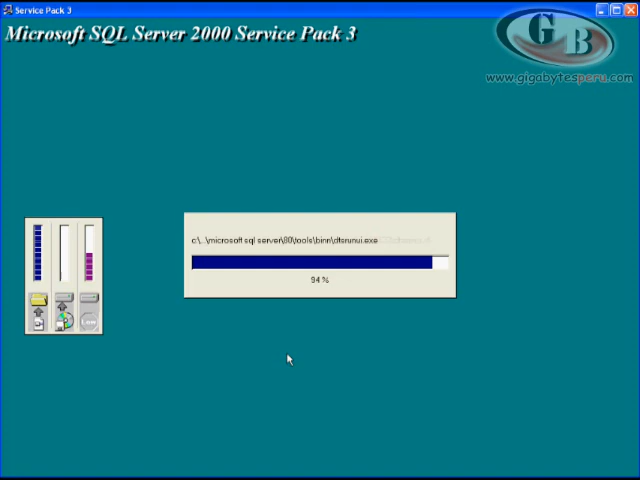 Service Pack 3
Microsoft SQL Server 2000 Service Pack 3
GB
www.gigabytesperu.com
c:\..\microsoft sql server\80\tools\binn\dtsrunui.exe
94 %